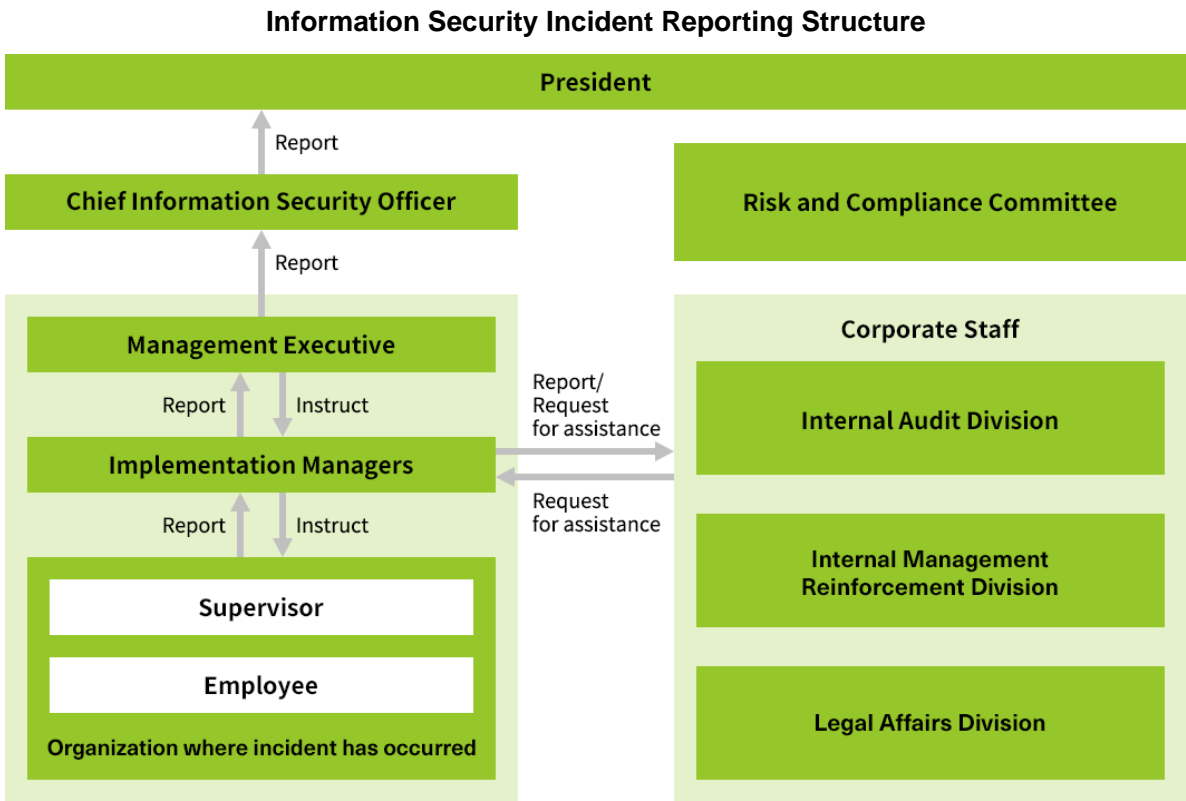 Information Security Incident Reporting Structure
President
Report
Chief Information Security Officer
Risk and Compliance Committee
Report
Management Executive
Report
Instruct
Implementation Managers
Report
Instruct
Supervisor
Employee
Organization where incident has occurred
Report/
Request
for assistance
Request
for assistance
Corporate Staff
Internal Audit Division
Internal Management
Reinforcement Division
Legal Affairs Division